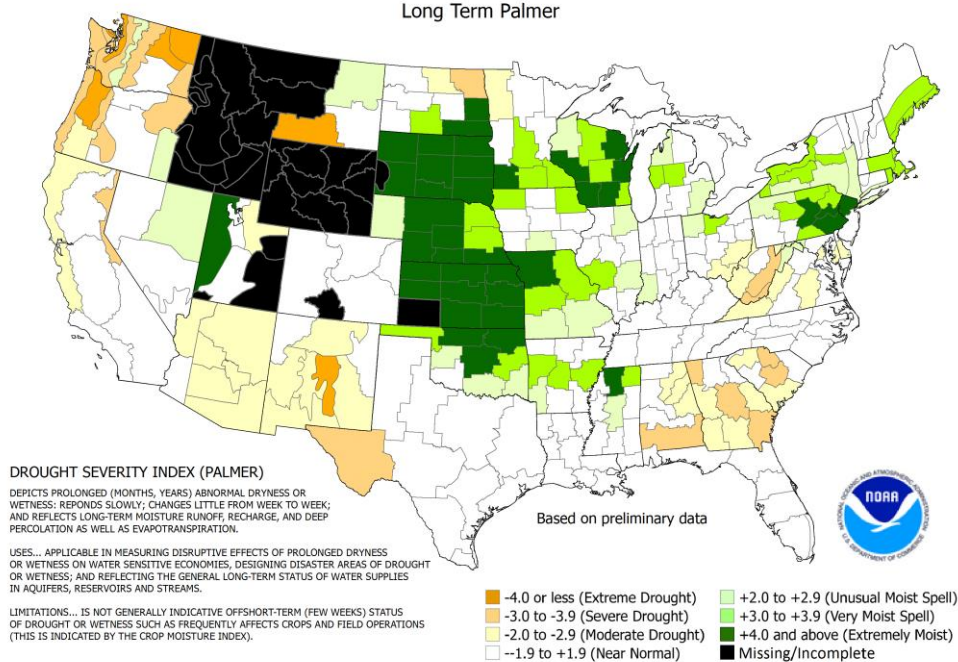 Long Term Palmer
DROUGHT SEVERITY INDEX (PALMER)
DEPICTS PROLONGED (MONTHS, YEARS) ABNORMAL DRYNESS OR
WETNESS: REPONDS SLOWLY; CHANGES LITTLE FROM WEEK TO WEEK;
AND REFLECTS LONG-TERM MOISTURE RUNOFF, RECHARGE, AND DEEP
PERCOLATION AS WELL AS EVAPOTRANSPIRATION.
USES... APPLICABLE IN MEASURING DISRUPTIVE EFFECTS OF PROLONGED DRYNESS
OR WETNESS ON WATER SENSITIVE ECONOMIES, DESIGNING DISASTER AREAS OF DROUGHT
OR WETNESS; AND REFLECTING THE GENERAL LONG-TERM STATUS OF WATER SUPPLIES
IN AQUIFERS, RESERVOIRS AND STREAMS.
LIMITATIONS... IS NOT GENERALLY INDICATIVE OFFSHORT-TERM (FEW WEEKS) STATUS
OF DROUGHT OR WETNESS SUCH AS FREQUENTLY AFFECTS CROPS AND FIELD OPERATIONS
(THIS IS INDICATED BY THE CROP MOISTURE INDEX).
Based on preliminary data
NATIONAL OCEANIC AND ATMOSPHERIC ADMINISTRATION
NOAA
U.S. DEPARTMENT OF COMMERCE
-4.0 or less (Extreme Drought)
-3.0 to -3.9 (Severe Drought)
-2.0 to -2.9 (Moderate Drought)
--1.9 to +1.9 (Near Normal)
+2.0 to +2.9 (Unusual Moist Spell)
+3.0 to +3.9 (Very Moist Spell)
+4.0 and above (Extremely Moist)
Missing/Incomplete